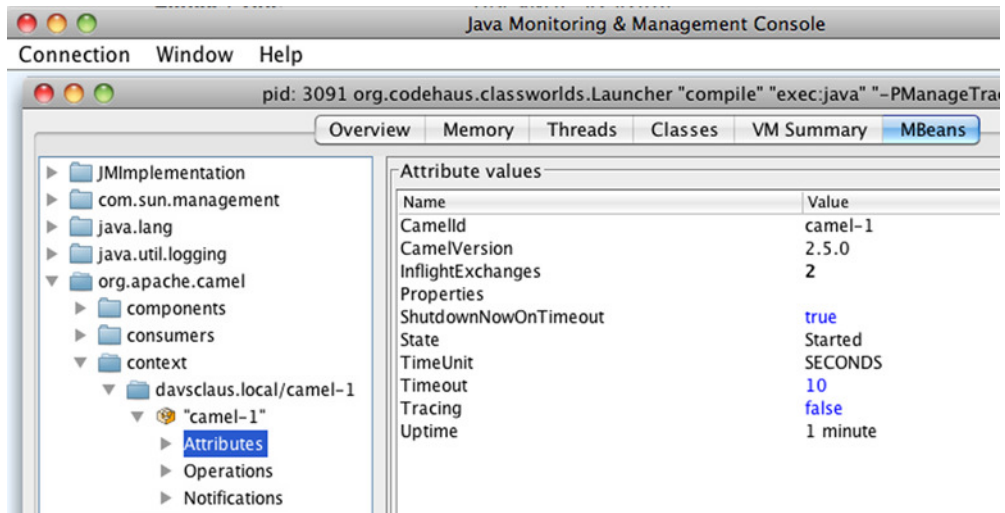 Java Monitoring & Management Console
Connection Window Help
pid: 3091 org.codehaus.classworlds.Launcher "compile" "exec:java" "-PManageTrac
Overview Memory Threads Classes VM Summary MBeans
JMImplementation
com.sun.management
java.lang
java.util.logging
org.apache.camel
components
consumers
context
davsclaus.local/camel-1
"camel-1"
Attributes
Operations
Notifications
Attribute values
Name Value
CamelId camel-1
CamelVersion 2.5.0
InflightExchanges 2
Properties
ShutdownNowOnTimeout true
State Started
TimeUnit SECONDS
Timeout 10
Tracing false
Uptime 1 minute